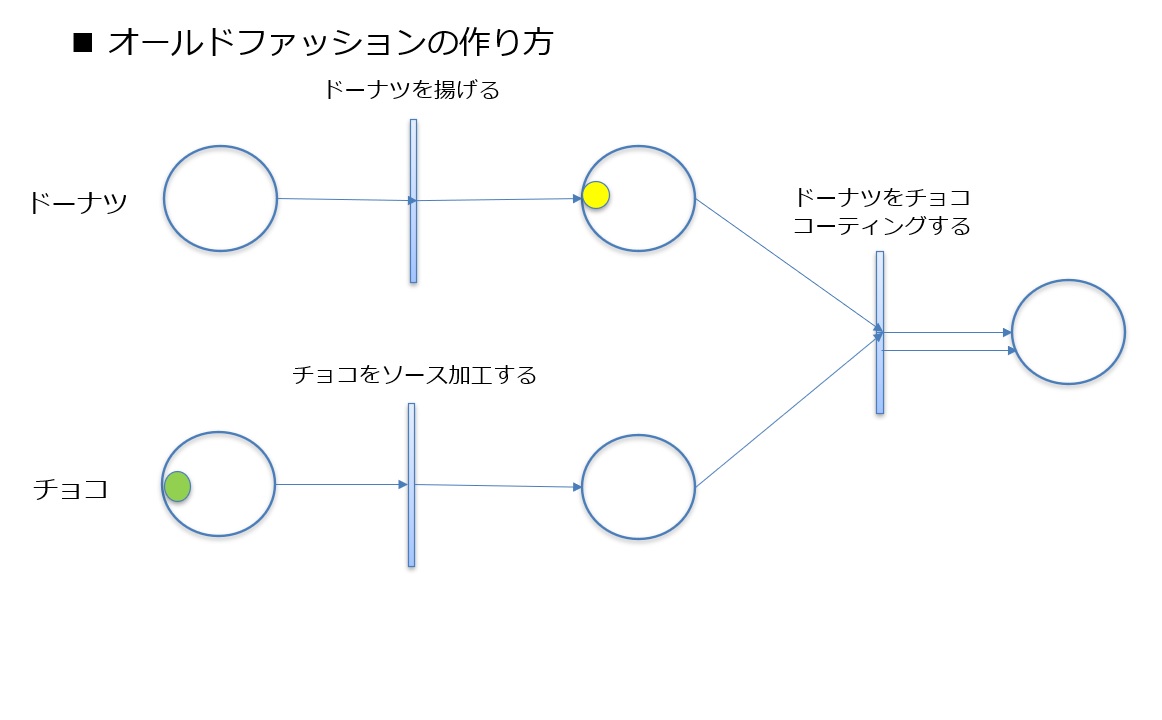 ■ オールドファッションの作り方
ドーナツを揚げる
ドーナツ
ドーナツをチョコ
コーティングする
チョコをソース加工する
チョコ